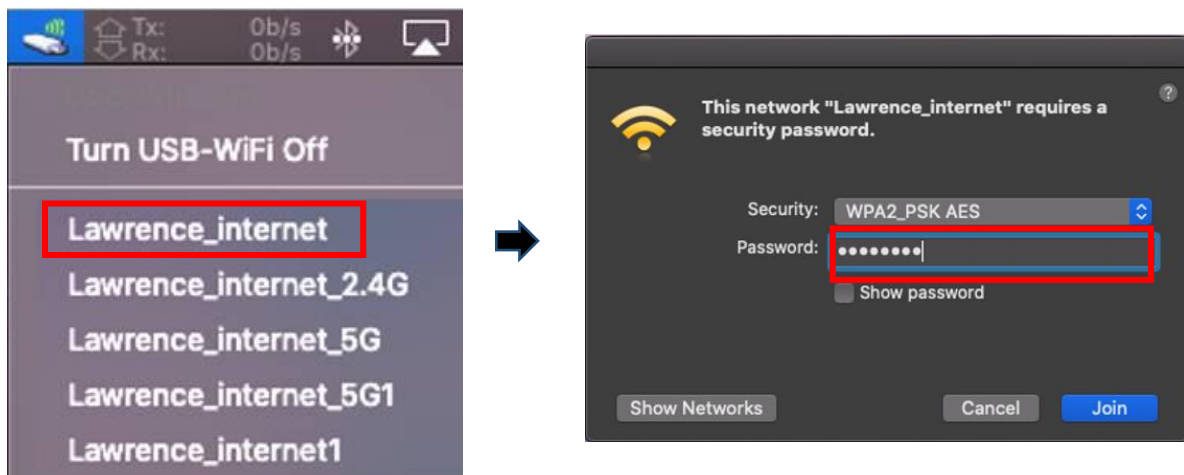 Tx: 0b/s
Rx: 0b/s
Turn USB-WiFi Off
Lawrence_internet
Lawrence_internet_2.4G
Lawrence_internet_5G
Lawrence_internet_5G1
Lawrence_internet1
?
This network "Lawrence_internet" requires a
security password.
Security: WPA2_PSK AES
Password: ••••••••
Show password
Show Networks Cancel Join